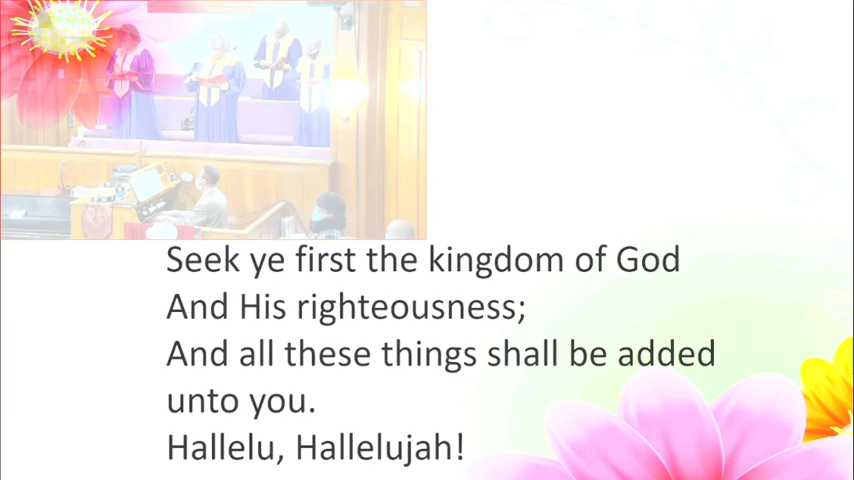 Seek ye first the kingdom of God
And His righteousness;
And all these things shall be added
unto you.
Hallelu, Hallelujah!